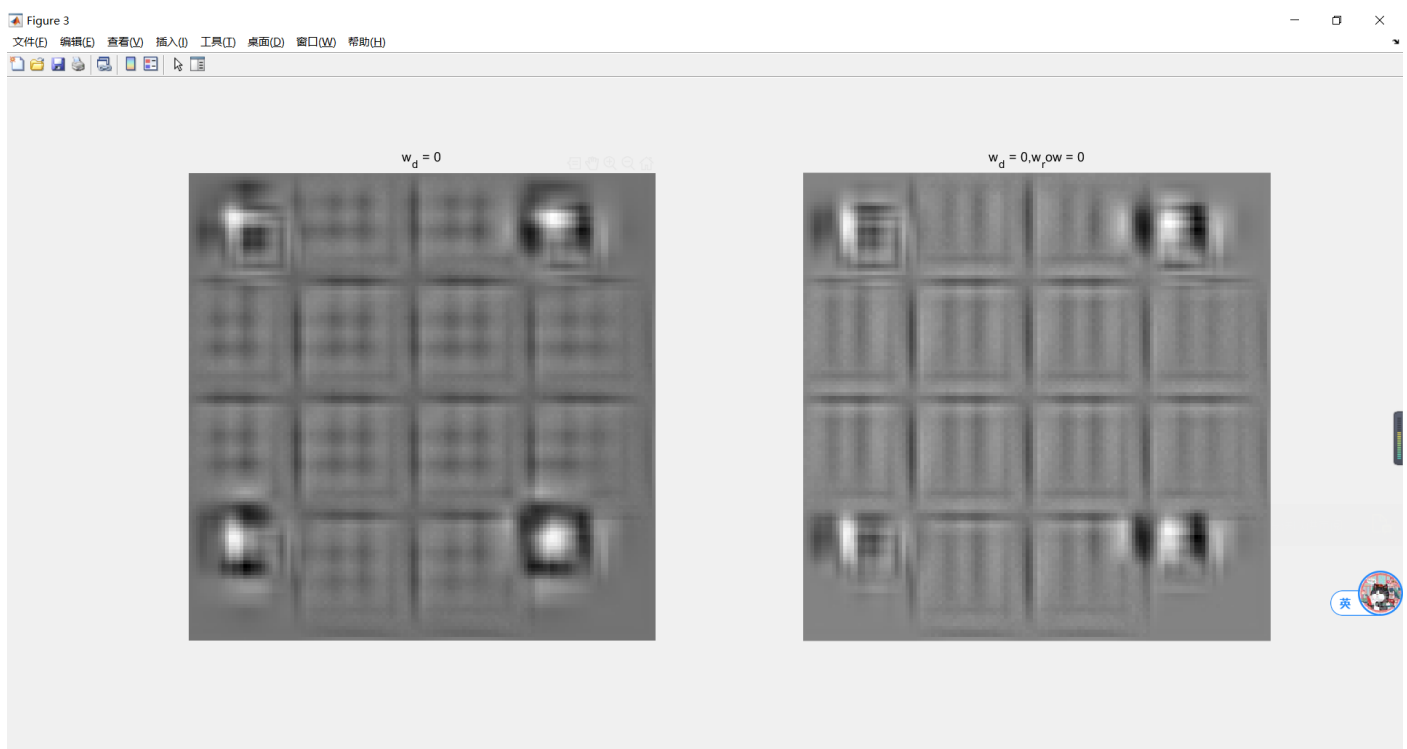 Figure 3
文件(F) 编辑(E) 查看(V) 插入(I) 工具(T) 桌面(D) 窗口(W) 帮助(H)
w_d = 0
w_d = 0,w_row = 0
英